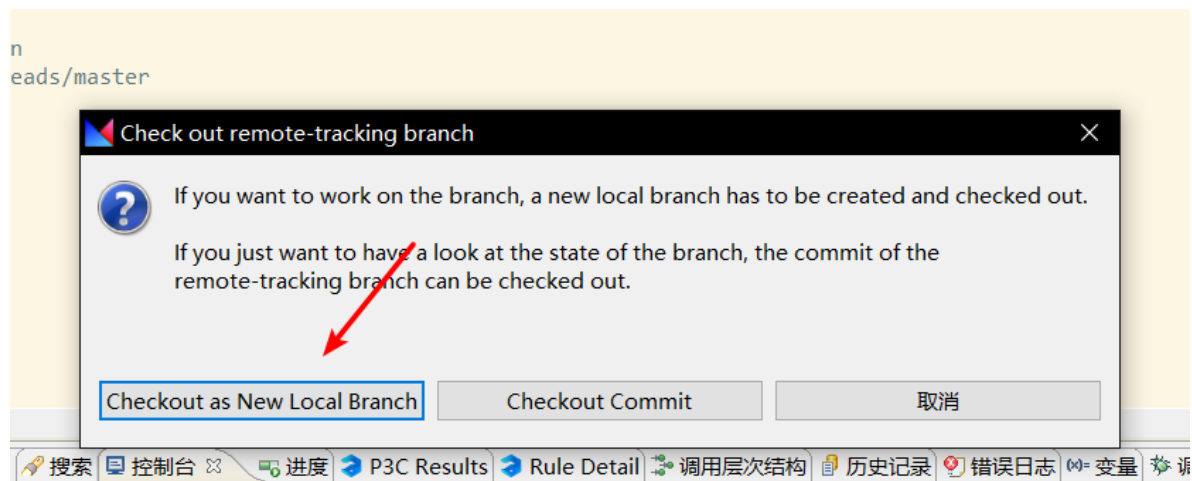 n
eads/master
Check out remote-tracking branch
If you want to work on the branch, a new local branch has to be created and checked out.
If you just want to have a look at the state of the branch, the commit of the
remote-tracking branch can be checked out.
Checkout as New Local Branch Checkout Commit 取消
搜索 控制台 进度 P3C Results Rule Detail 调用层次结构 历史记录 错误日志 (x)= 变量 调